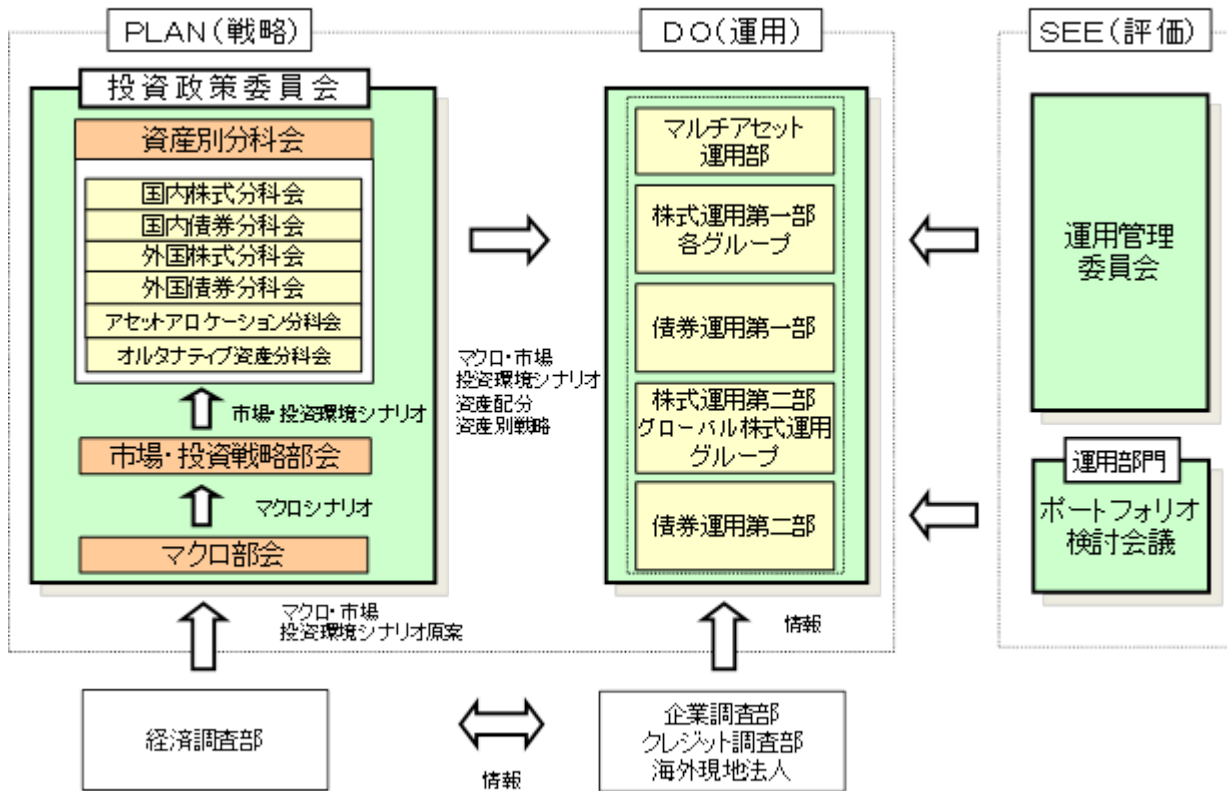 PLAN(戦略)
投資政策委員会
資産別分科会
国内株式分科会
国内債券分科会
外国株式分科会
外国債券分科会
アセットアロケーション分科会
オルタナティブ資産分科会
市場・投資環境シナリオ
市場・投資戦略部会
マクロシナリオ
マクロ部会
マクロ・市場
投資環境シナリオ原案
経済調査部
マクロ・市場
投資環境シナリオ
資産配分
資産別戦略
情報
DO(運用)
マルチアセット
運用部
株式運用第一部
各グループ
債券運用第一部
株式運用第二部
グローバル株式運用
グループ
債券運用第二部
情報
企業調査部
クレジット調査部
海外現地法人
SEE(評価)
運用管理
委員会
運用部門
ポートフォリオ
検討会議